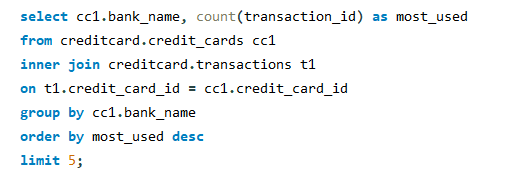 select cc1.bank_name, count(transaction_id) as most_used
from creditcard.credit_cards cc1
inner join creditcard.transactions t1
on t1.credit_card_id = cc1.credit_card_id
group by cc1.bank_name
order by most_used desc
limit 5;